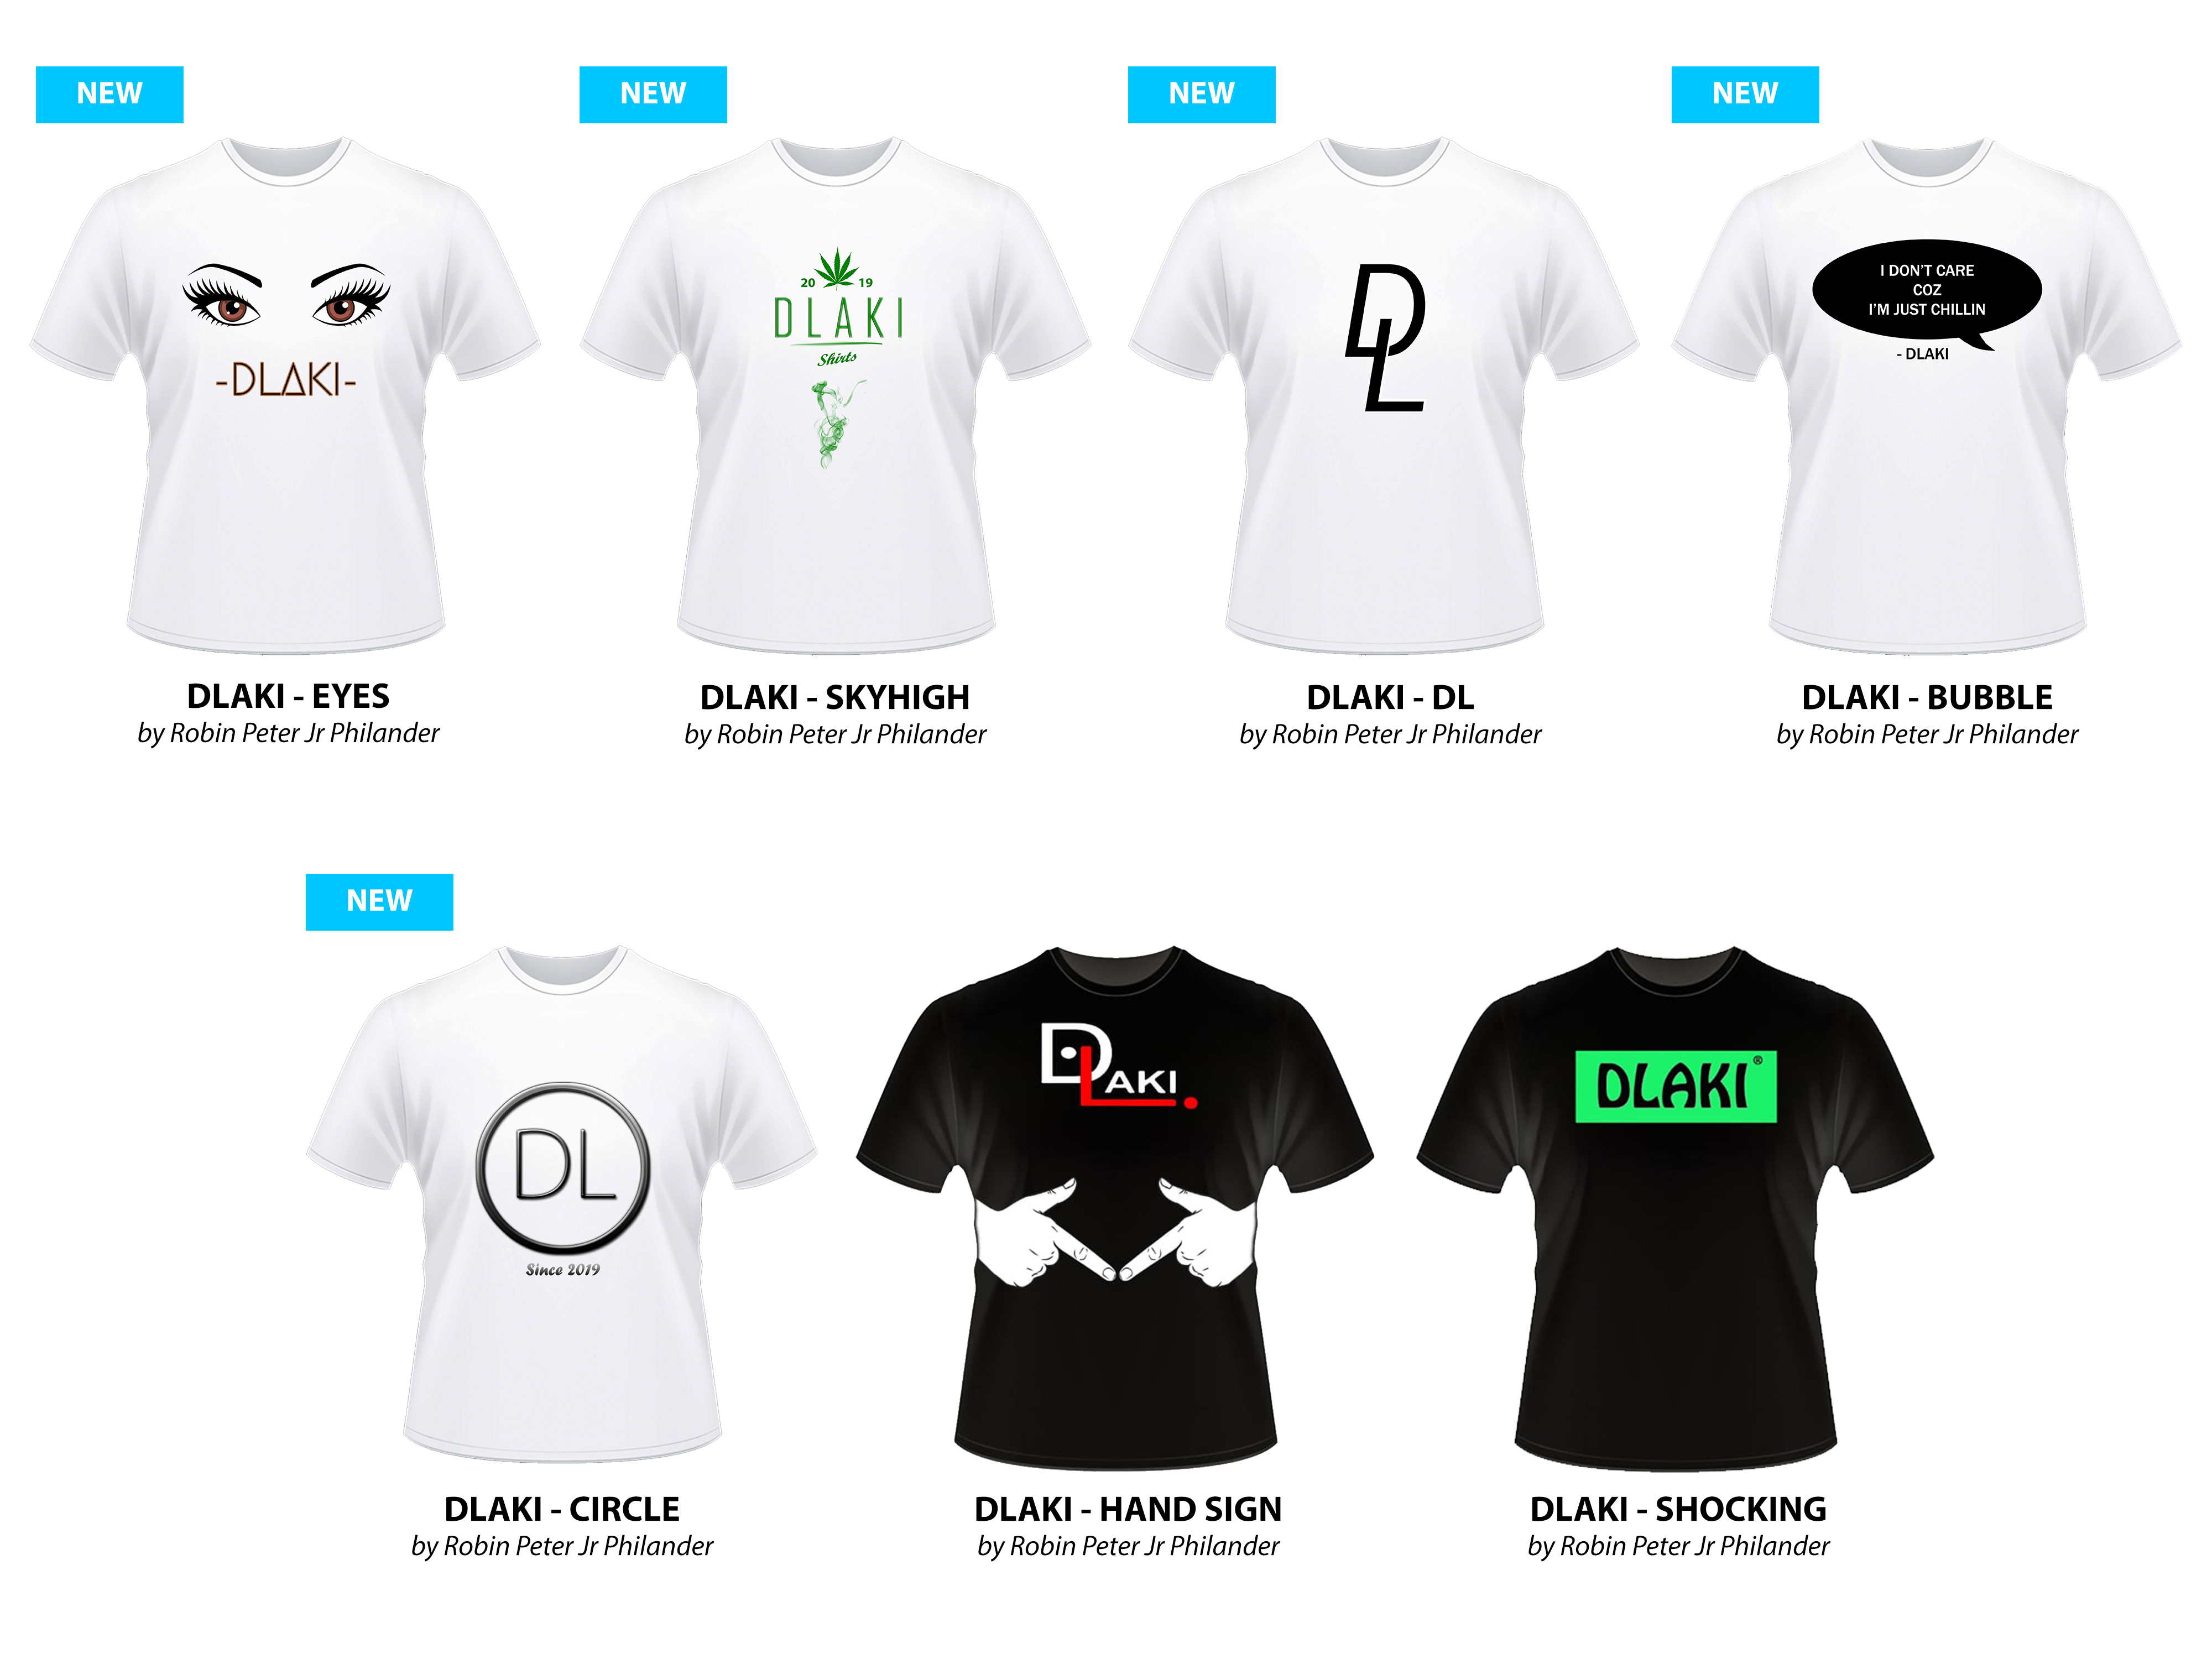 NEW
NEW
NEW
NEW
-DLAKI-
20 19
DLAKI
Shirts
DL
I DON'T CARE
COZ
I'M JUST CHILLIN
- DLAKI
DLAKI - EYES
by Robin Peter Jr Philander
DLAKI - SKYHIGH
by Robin Peter Jr Philander
DLAKI - DL
by Robin Peter Jr Philander
DLAKI - BUBBLE
by Robin Peter Jr Philander
NEW
DL
Since 2019
DLAKI.
DLAKI®
DLAKI - CIRCLE
by Robin Peter Jr Philander
DLAKI - HAND SIGN
by Robin Peter Jr Philander
DLAKI - SHOCKING
by Robin Peter Jr Philander